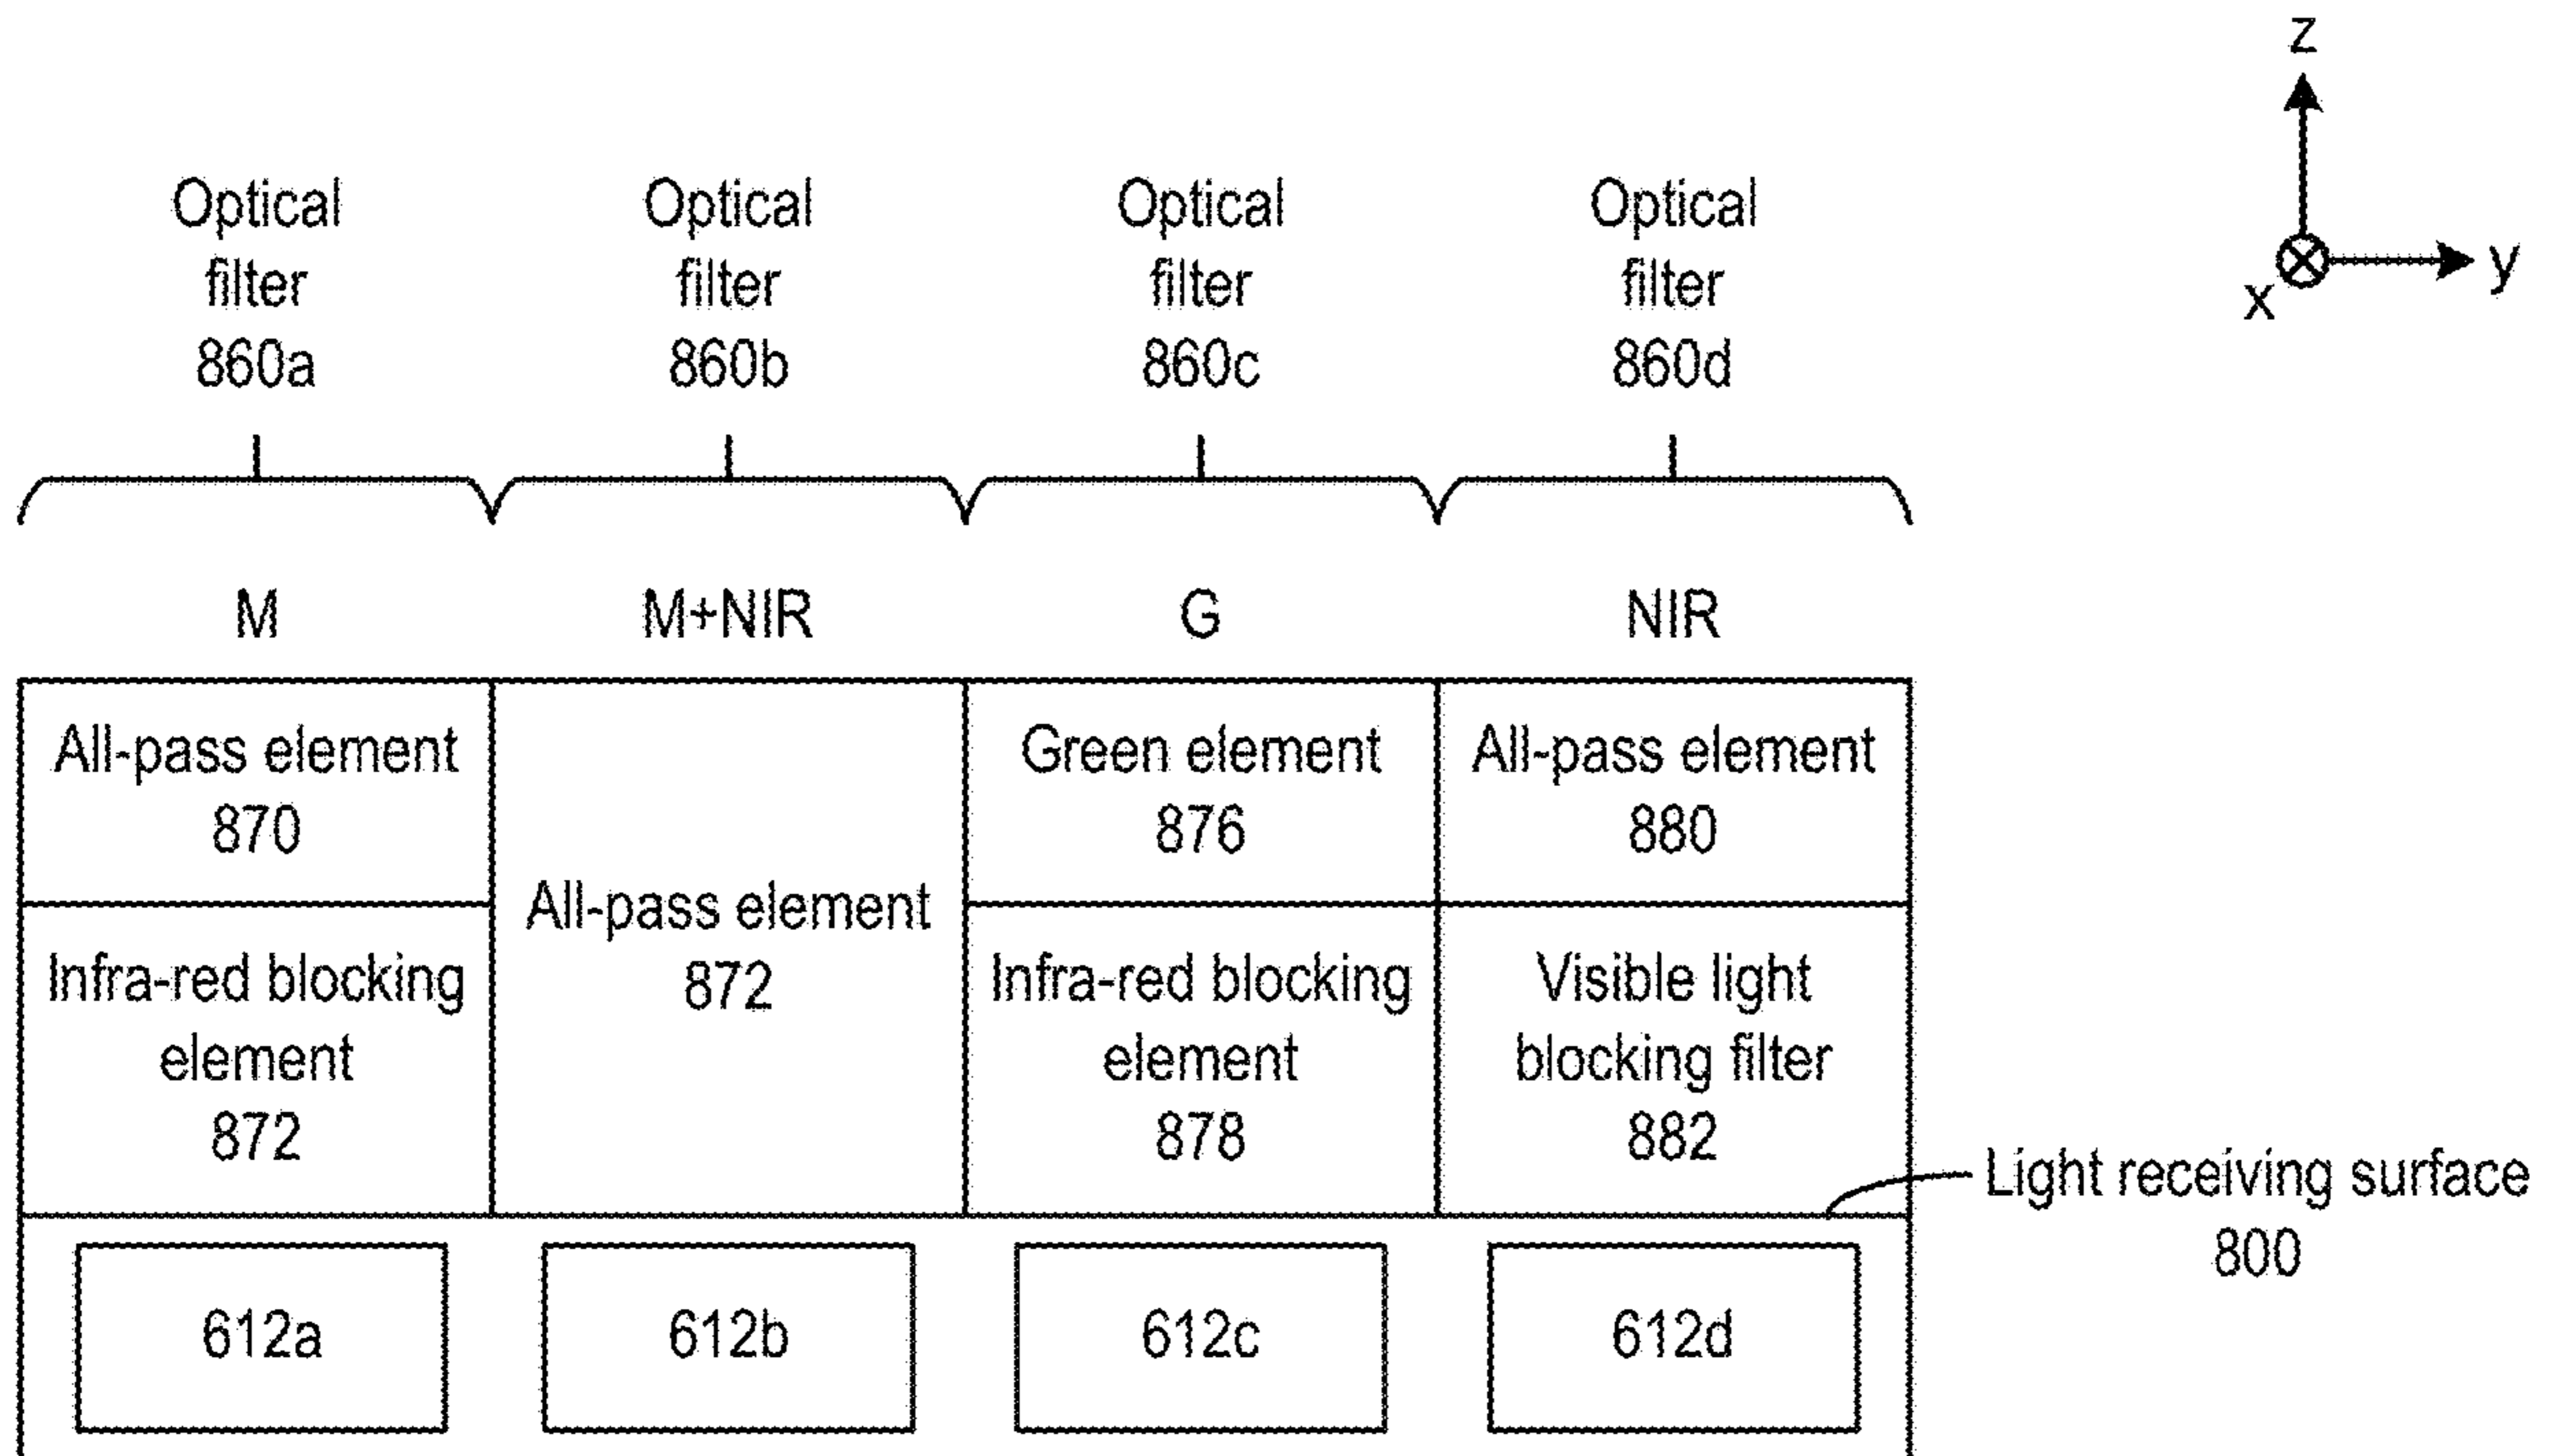 z
y
x
Optical
filter
860a
Optical
filter
860b
Optical
filter
860c
Optical
filter
860d
M
M+NIR
G
NIR
All-pass element
870
Infra-red blocking
element
872
All-pass element
872
Green element
876
Infra-red blocking
element
878
All-pass element
880
Visible light
blocking filter
882
Light receiving surface
800
612a
612b
612c
612d